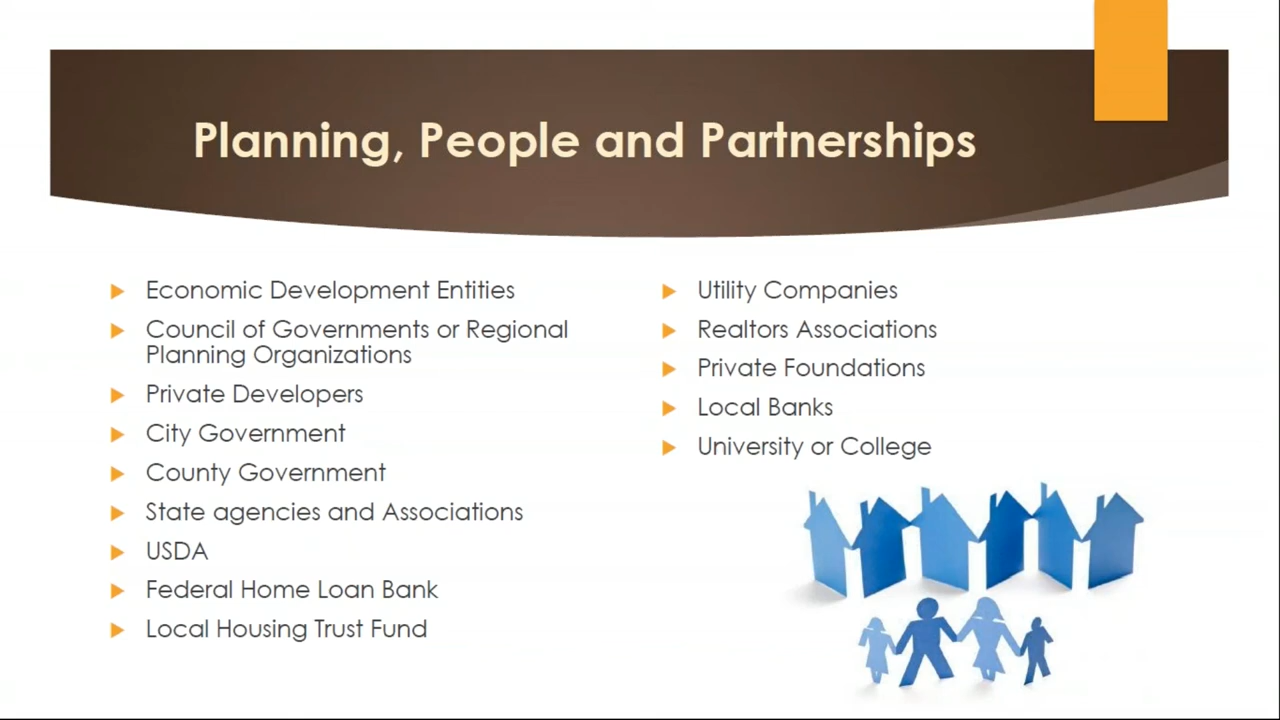 Planning, People and Partnerships
Economic Development Entities
Council of Governments or Regional
Planning Organizations
Private Developers
City Government
County Government
State agencies and Associations
USDA
Federal Home Loan Bank
Local Housing Trust Fund
Utility Companies
Realtors Associations
Private Foundations
Local Banks
University or College